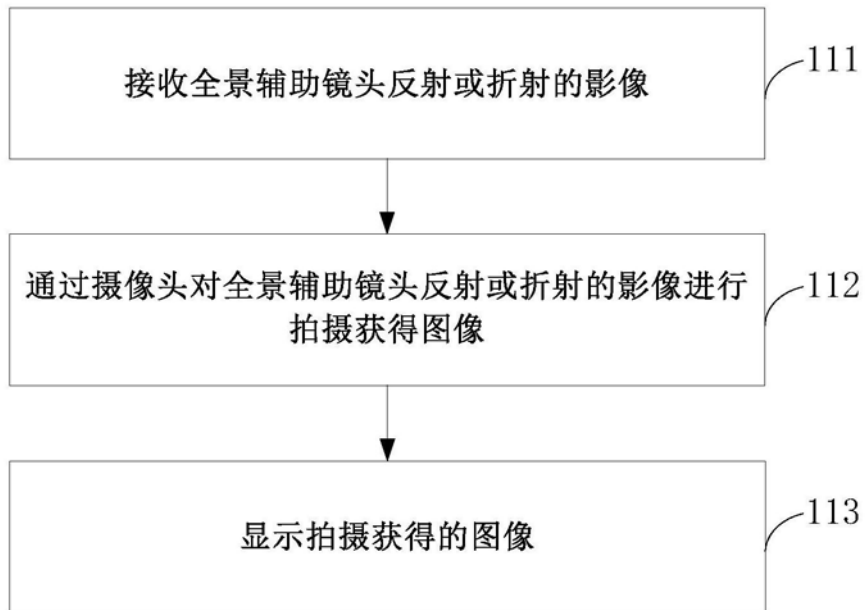 接收全景辅助镜头反射或折射的影像
111
通过摄像头对全景辅助镜头反射或折射的影像进行
拍摄获得图像
112
显示拍摄获得的图像
113